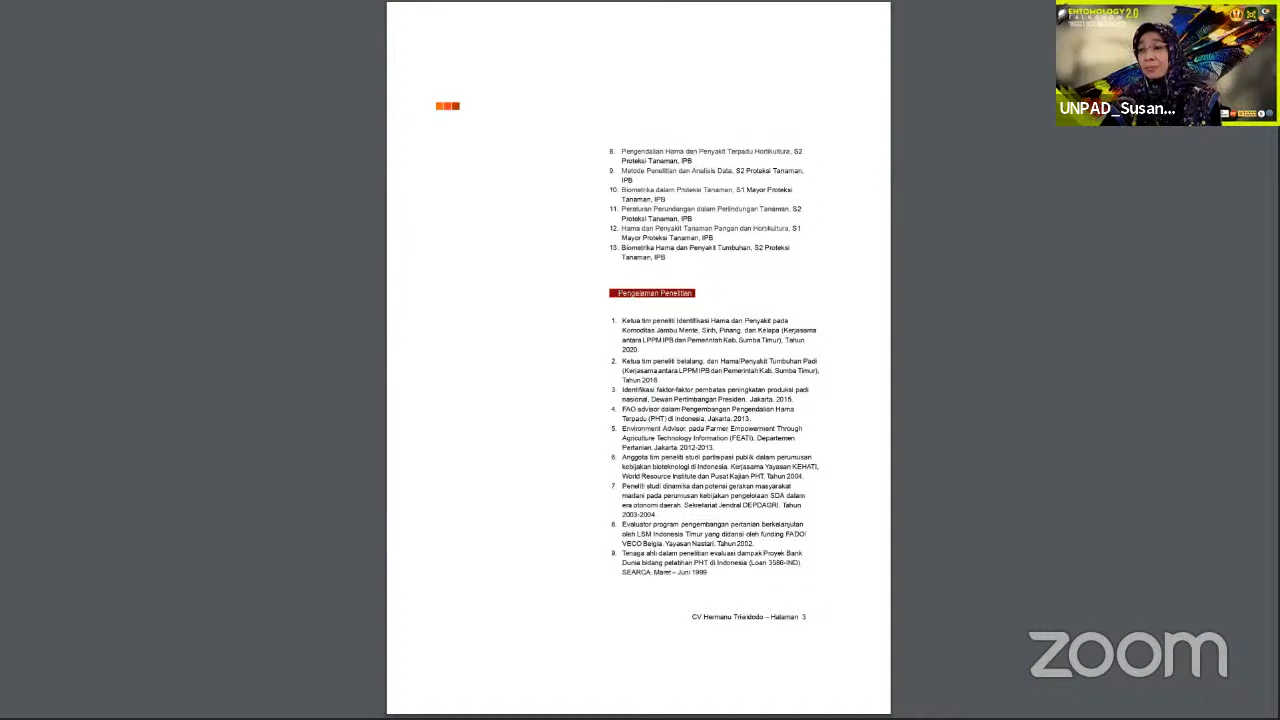 8. Pengendalian Hama dan Penyakit Terpadu Hortikultura, S2
Proteksi Tanaman, IPB
9. Metode Penelitian dan Analisis Data, S2 Proteksi Tanaman,
IPB
10. Biometrika dalam Proteksi Tanaman, S1 Mayor Proteksi
Tanaman, IPB
11. Peraturan Perundangan dalam Perlindungan Tanaman, S2
Proteksi Tanaman, IPB
12. Hama dan Penyakit Tanaman Pangan dan Hortikultura, S1
Mayor Proteksi Tanaman, IPB
13. Biometrika Hama dan Penyakit Tumbuhan, S2 Proteksi
Tanaman, IPB
Pengalaman Penelitian
1. Ketua tim peneliti Identifikasi Hama dan Penyakit pada
Komoditas Jambu Mente, Sirih, Pinang, dan Kelapa (Kerjasama
antara LPPM IPB dan Pemerintah Kab. Sumba Timur), Tahun
2020.
2. Ketua tim peneliti belalang, dan Hama/Penyakit Tumbuhan Padi
(Kerjasama antara LPPM IPB dan Pemerintah Kab. Sumba Timur),
Tahun 2016.
3. Identifikasi faktor-faktor pembatas peningkatan produksi padi
nasional, Dewan Pertimbangan Presiden. Jakarta. 2015.
4. FAO advisor dalam Pengembangan Pengendalian Hama
Terpadu (PHT) di Indonesia. Jakarta. 2013.
5. Environment Advisor, pada Farmer Empowerment Through
Agriculture Technology Information (FEATI), Departemen
Pertanian. Jakarta. 2012-2013.
6. Anggota tim peneliti studi partisipasi publik dalam perumusan
kebijakan bioteknologi di Indonesia. Kerjasama Yayasan KEHATI,
World Resource Institute dan Pusat Kajian PHT. Tahun 2004.
7. Peneliti studi dinamika dan potensi gerakan masyarakat
madani pada perumusan kebijakan pengelolaan SDA dalam
era otonomi daerah. Sekretariat Jendral DEPDAGRI. Tahun
2003-2004.
8. Evaluator program pengembangan pertanian berkelanjutan
oleh LSM Indonesia Timur yang didanai oleh funding FADO/
VECO Belgia. Yayasan Nastari. Tahun 2002.
9. Tenaga ahli dalam penelitian evaluasi dampak Proyek Bank
Dunia bidang pelatihan PHT di Indonesia (Loan 3586-IND).
SEARCA. Maret – Juni 1999.
CV Hermanu Triwidodo – Halaman 3
ENTOMOLOGY 2.0
TALKSHOW
UNPAD_Susan...
zoom